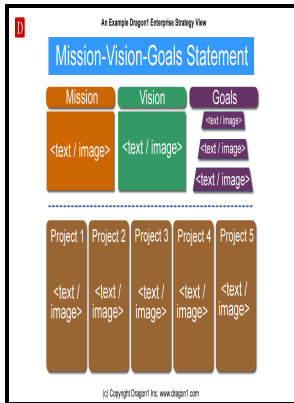 D
An Example Dragon1 Enterprise Strategy View
Mission-Vision-Goals Statement
Mission
Vision
Goals
<text / image>
<text / image>
<text / image>
<text / image>
<text / image>
Project 1
Project 2
Project 3
Project 4
Project 5
<text /
image>
<text /
image>
<text /
image>
<text /
image>
<text /
image>
(c) Copyright Dragon1 Inc. www.dragon1.com